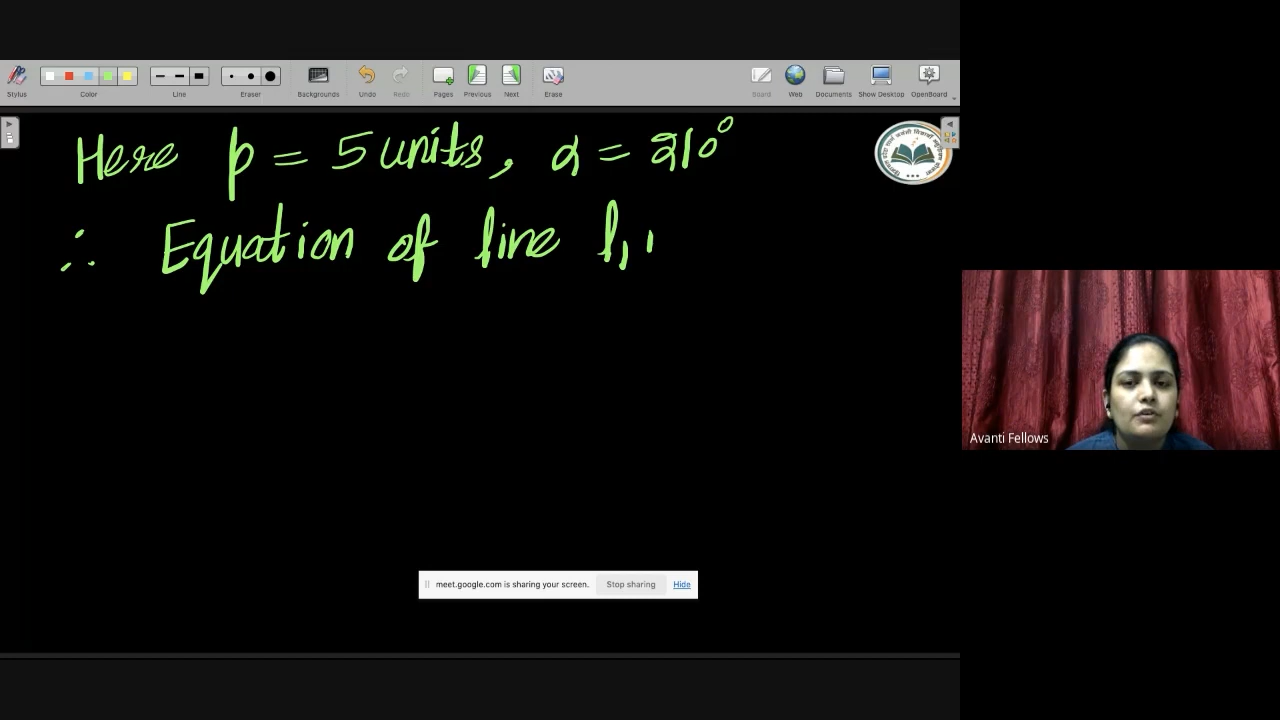 Stylus
Color
Line
Eraser
Backgrounds
Undo
Redo
Pages
Previous
Next
Erase
Board
Web
Documents
Show Desktop
OpenBoard
Here p = 5 units, α = 210°
∴ Equation of line l₁
Avanti Fellows
meet.google.com is sharing your screen. Stop sharing Hide